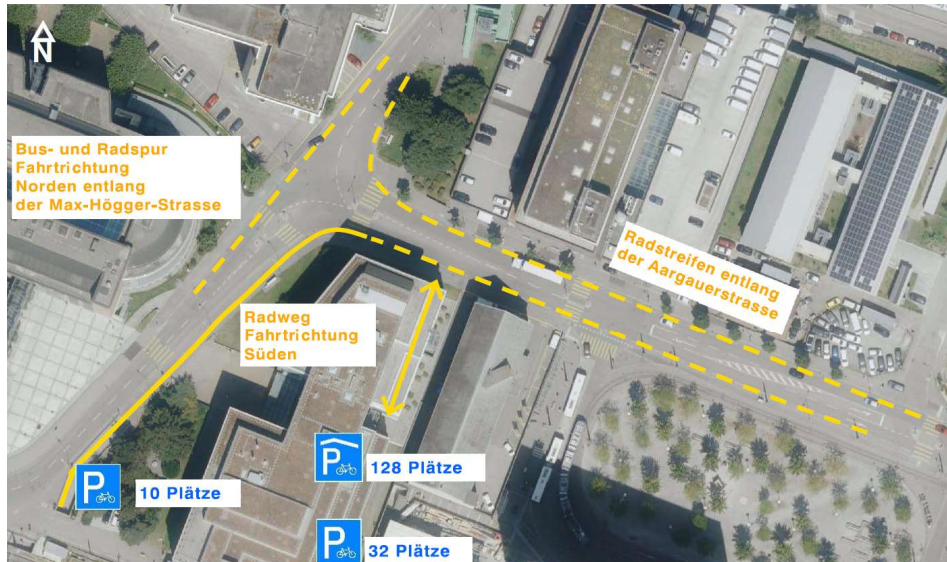 N
Bus- und Radspur
Fahrtrichtung
Norden entlang
der Max-Högger-Strasse
Radstreifen entlang
der Aargauerstrasse
Radweg
Fahrtrichtung
Süden
P
128 Plätze
P
10 Plätze
P
32 Plätze